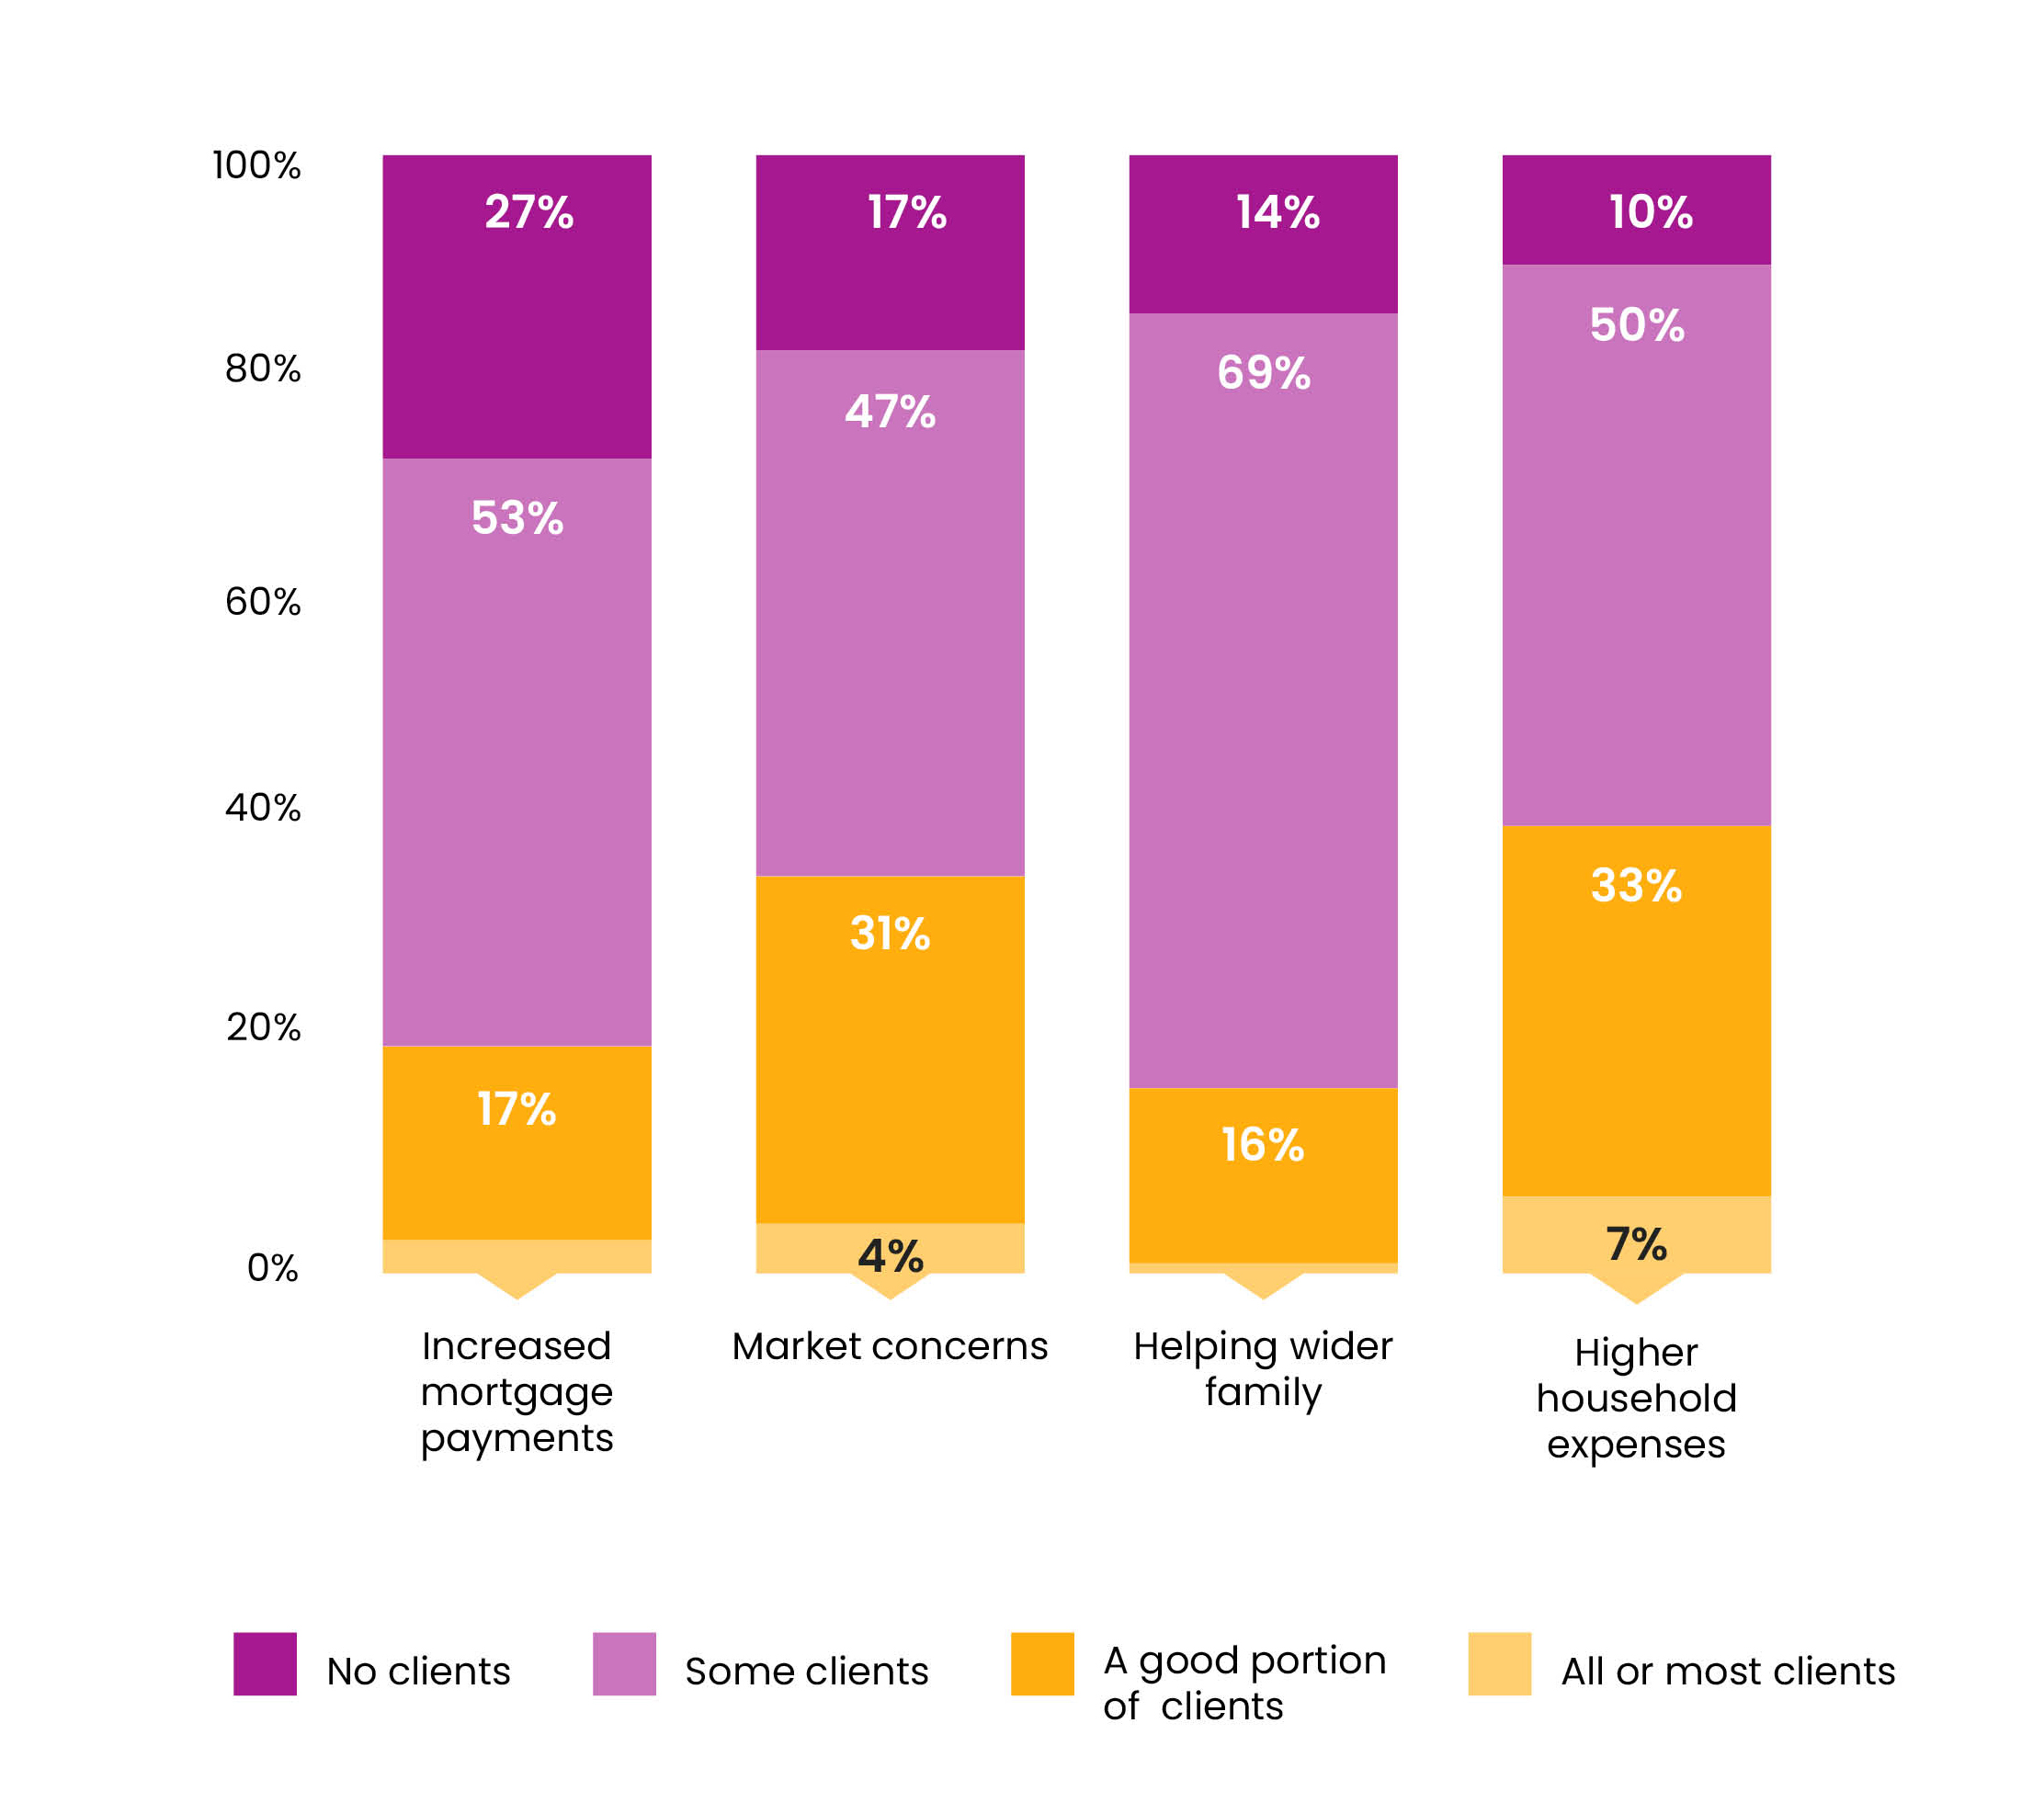 100%
80%
60%
40%
20%
0%
27%
53%
17%
17%
47%
31%
4%
14%
69%
16%
10%
50%
33%
7%
Increased
mortgage
payments
Market concerns
Helping wider
family
Higher
household
expenses
No clients
Some clients
A good portion
of  clients
All or most clients